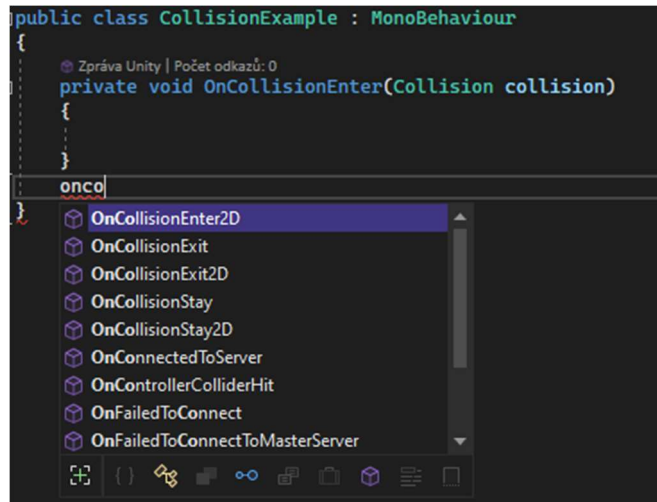 public class CollisionExample : MonoBehaviour
{
Zpráva Unity | Počet odkazů: 0
private void OnCollisionEnter(Collision collision)
{
}
onco
}
OnCollisionEnter2D
OnCollisionExit
OnCollisionExit2D
OnCollisionStay
OnCollisionStay2D
OnConnectedToServer
OnControllerColliderHit
OnFailedToConnect
OnFailedToConnectToMasterServer